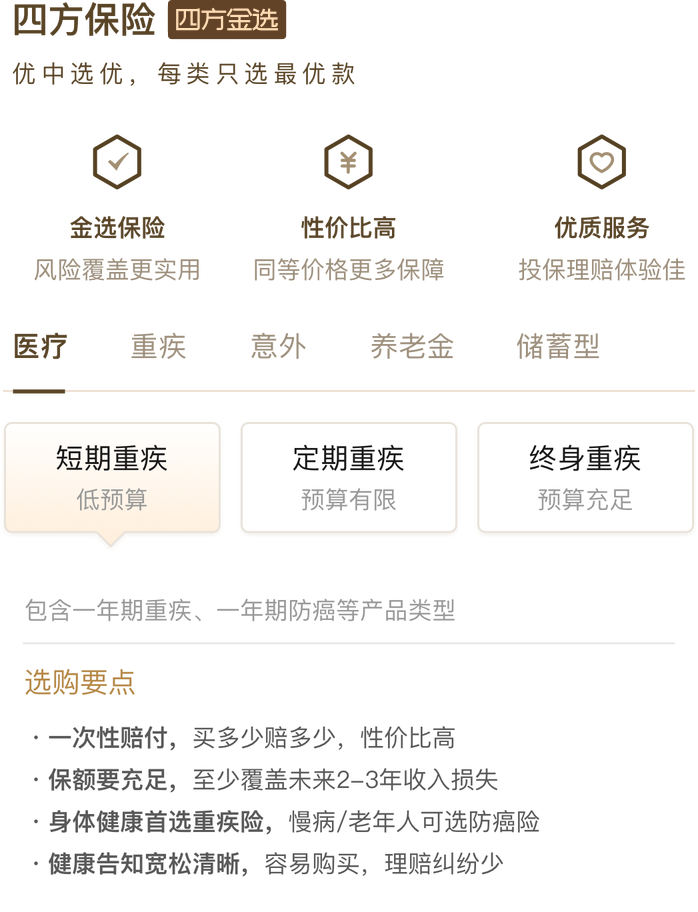 四方保险 四方金选
优中选优，每类只选最优款
¥
金选保险 性价比高 优质服务
风险覆盖更实用 同等价格更多保障 投保理赔体验佳
医疗 重疾 意外 养老金 储蓄型
短期重疾 定期重疾 终身重疾
低预算 预算有限 预算充足
包含一年期重疾、一年期防癌等产品类型
选购要点
· 一次性赔付，买多少赔多少，性价比高
· 保额要充足，至少覆盖未来2-3年收入损失
· 身体健康首选重疾险，慢病/老年人可选防癌险
· 健康告知宽松清晰，容易购买，理赔纠纷少